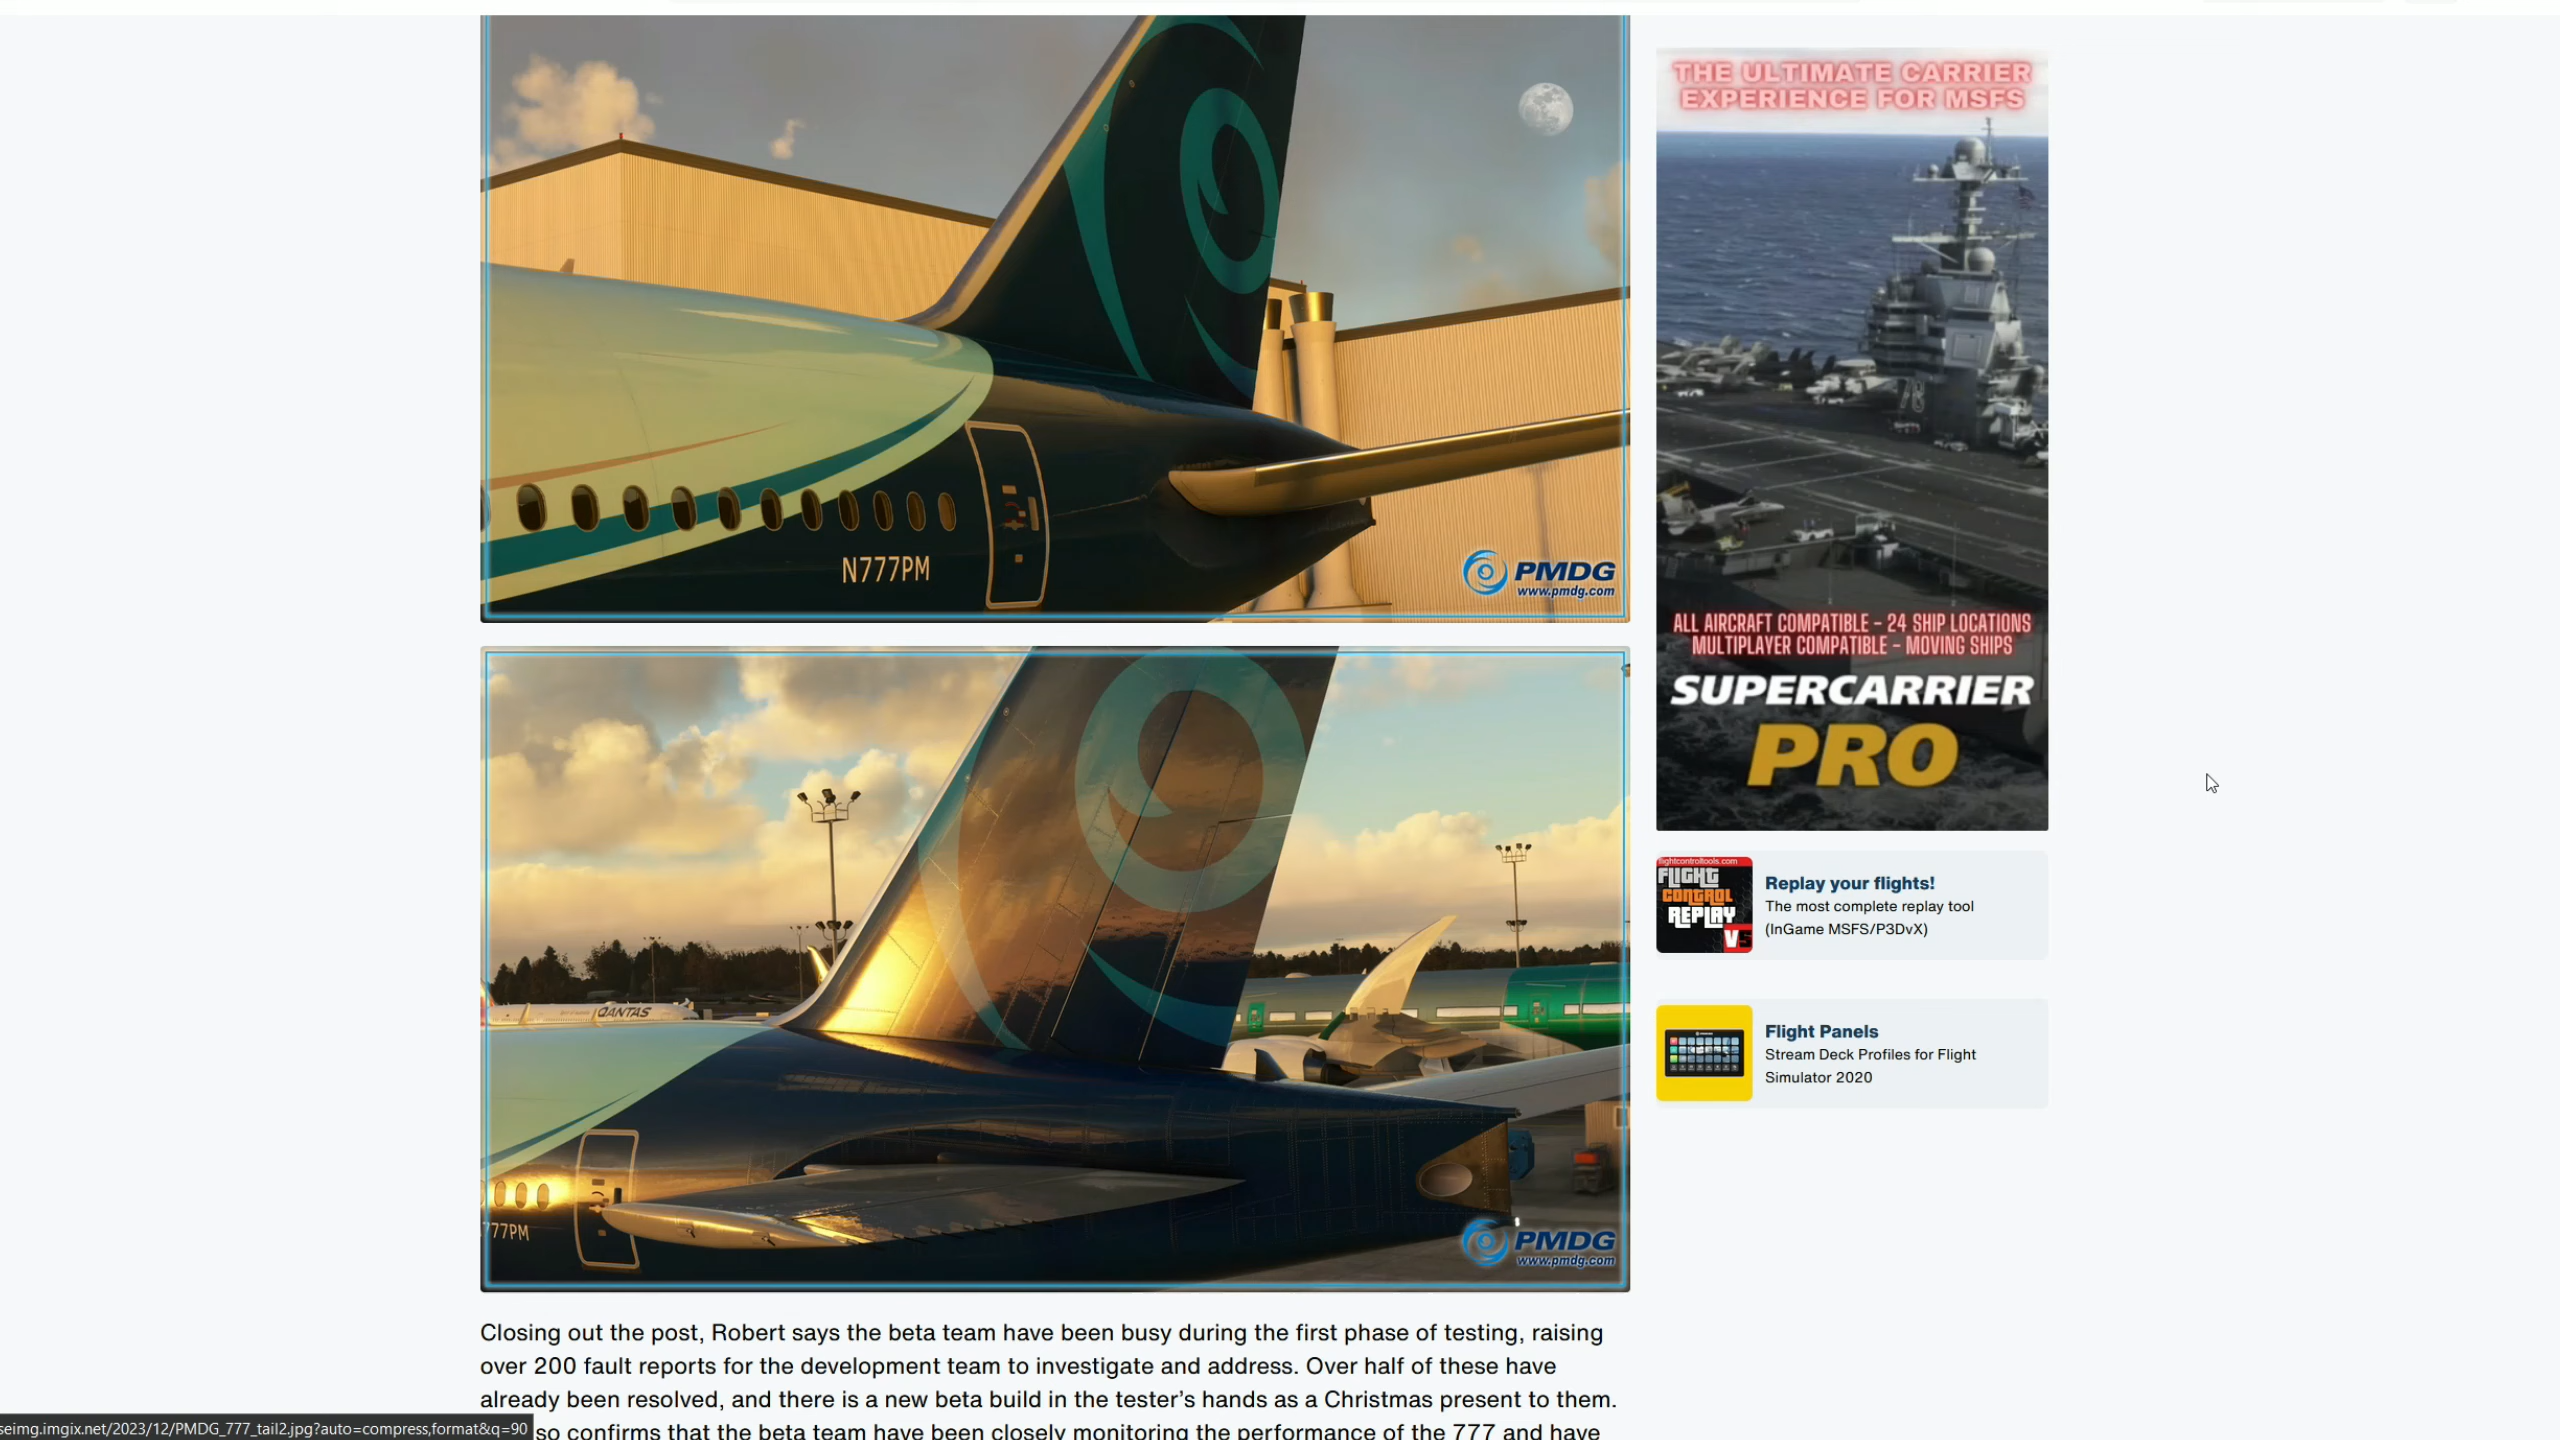 N777PM
PMDG
www.pmdg.com
QANTAS
777PM
PMDG
www.pmdg.com
Closing out the post, Robert says the beta team have been busy during the first phase of testing, raising
over 200 fault reports for the development team to investigate and address. Over half of these have
already been resolved, and there is a new beta build in the tester's hands as a Christmas present to them.
so confirms that the beta team have been closely monitoring the performance of the 777 and have
seimg.imgix.net/2023/12/PMDG_777_tail2.jpg?auto=compress,format&q=90
THE ULTIMATE CARRIER
EXPERIENCE FOR MSFS
78
ALL AIRCRAFT COMPATIBLE - 24 SHIP LOCATIONS
MULTIPLAYER COMPATIBLE - MOVING SHIPS
SUPERCARRIER
PRO
flightcontroltools.com
FLIGHT
CONTROL
REPLAY
Replay your flights!
The most complete replay tool
(InGame MSFS/P3DvX)
Flight Panels
Stream Deck Profiles for Flight
Simulator 2020